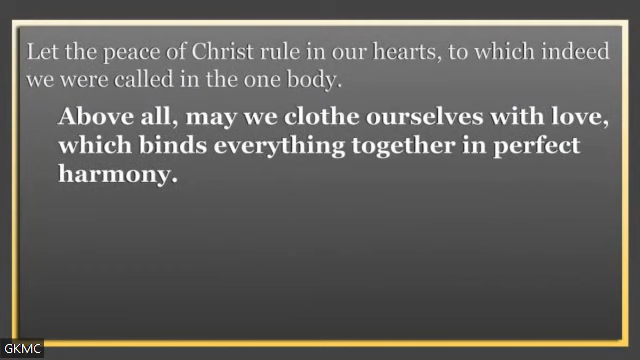 Let the peace of Christ rule in our hearts, to which indeed
we were called in the one body.
Above all, may we clothe ourselves with love,
which binds everything together in perfect
harmony.
GKMC